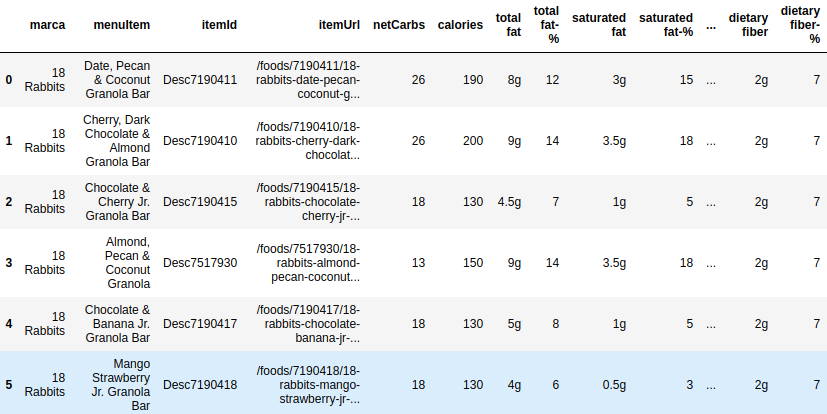 marca menuItem itemId itemUrl netCarbs calories total fat total fat-% saturated fat saturated fat-% ... dietary fiber dietary fiber-%
0 18 Rabbits Date, Pecan & Coconut Granola Bar Desc7190411 /foods/7190411/18-rabbits-date-pecan-coconut-g... 26 190 8g 12 3g 15 ... 2g 7
1 18 Rabbits Cherry, Dark Chocolate & Almond Granola Bar Desc7190410 /foods/7190410/18-rabbits-cherry-dark-chocolat... 26 200 9g 14 3.5g 18 ... 2g 7
2 18 Rabbits Chocolate & Cherry Jr. Granola Bar Desc7190415 /foods/7190415/18-rabbits-chocolate-cherry-jr-... 18 130 4.5g 7 1g 5 ... 2g 7
3 18 Rabbits Almond, Pecan & Coconut Granola Desc7517930 /foods/7517930/18-rabbits-almond-pecan-coconut... 13 150 9g 14 3.5g 18 ... 2g 7
4 18 Rabbits Chocolate & Banana Jr. Granola Bar Desc7190417 /foods/7190417/18-rabbits-chocolate-banana-jr-... 18 130 5g 8 1g 5 ... 2g 7
5 18 Rabbits Mango Strawberry Jr. Granola Bar Desc7190418 /foods/7190418/18-rabbits-mango-strawberry-jr-... 18 130 4g 6 0.5g 3 ... 2g 7